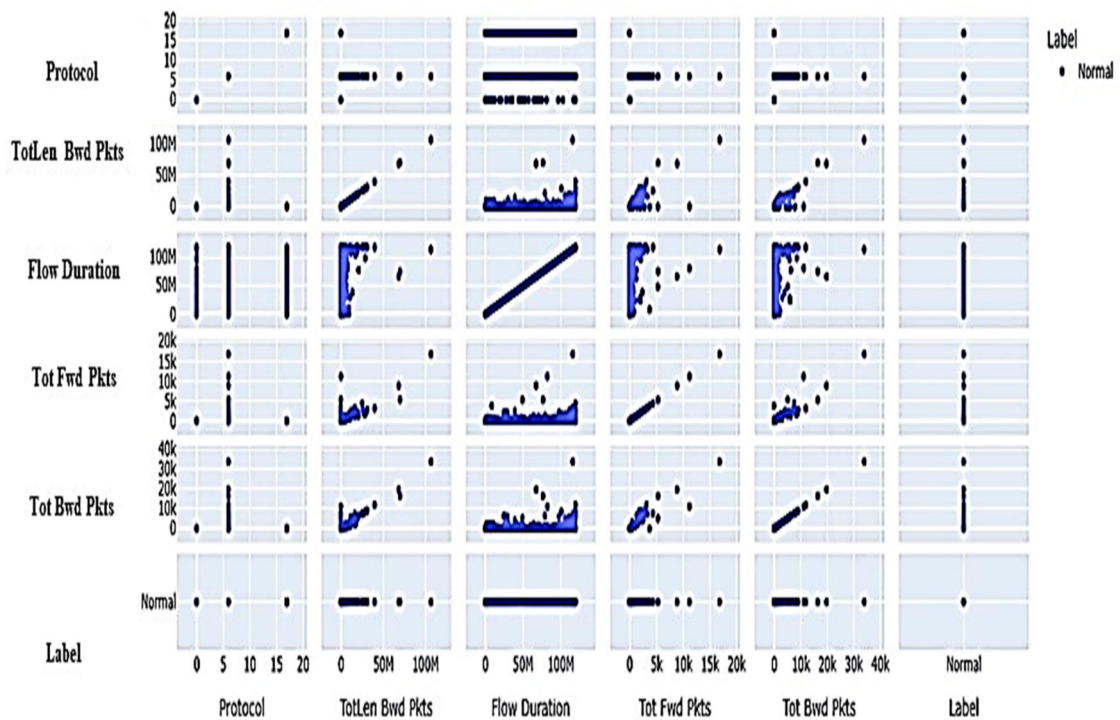 20
15
10
5
0
Protocol
Label
Normal
100M
50M
0
TotLen Bwd Pkts
100M
50M
0
Flow Duration
20k
15k
10k
5k
0
Tot Fwd Pkts
40k
30k
20k
10k
0
Tot Bwd Pkts
Normal
Label
0 5 10 15 20 0 50M 100M 0 50M 100M 0 5k 10k 15k 20k 0 10k 20k 30k 40k Normal
Protocol TotLen Bwd Pkts Flow Duration Tot Fwd Pkts Tot Bwd Pkts Label